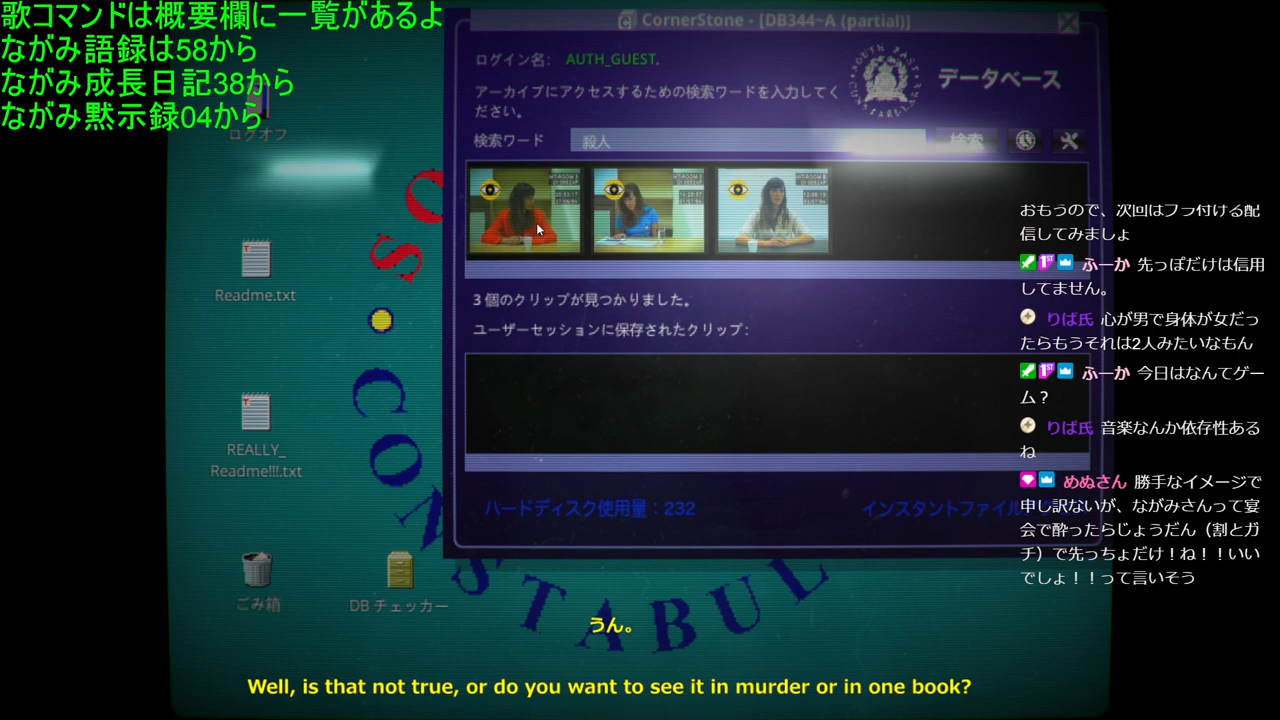 歌コマンドは概要欄に一覧があるよ
ながみ語録は58から
ながみ成長日記38から
ながみ黙示録04から
ログオフ
Readme.txt
REALLY_
Readme!!!.txt
ごみ箱
DB チェッカー
CornerStone - [DB344~A (partial)]
ログイン名: AUTH_GUEST.
データベース
アーカイブにアクセスするための検索ワードを入力してく
ださい。
検索ワード 殺人 検索
3 個のクリップが見つかりました。
ユーザーセッションに保存されたクリップ:
ハードディスク使用量：232
インスタントファイル
おもうので、次回はフラ付ける配
信してみましょ
ふーか 先っぽだけは信用
してません。
りば氏 心が男で身体が女だっ
たらもうそれは2人みたいなもん
ふーか 今日はなんてゲー
ム？
りば氏 音楽なんか依存性ある
ね
めぬさん 勝手なイメージで
申し訳ないが、ながみさんって宴
会で酔ったらじょうだん（割とガ
チ）で先っちょだけ！ね！！いい
でしょ！！って言いそう
うん。
Well, is that not true, or do you want to see it in murder or in one book?